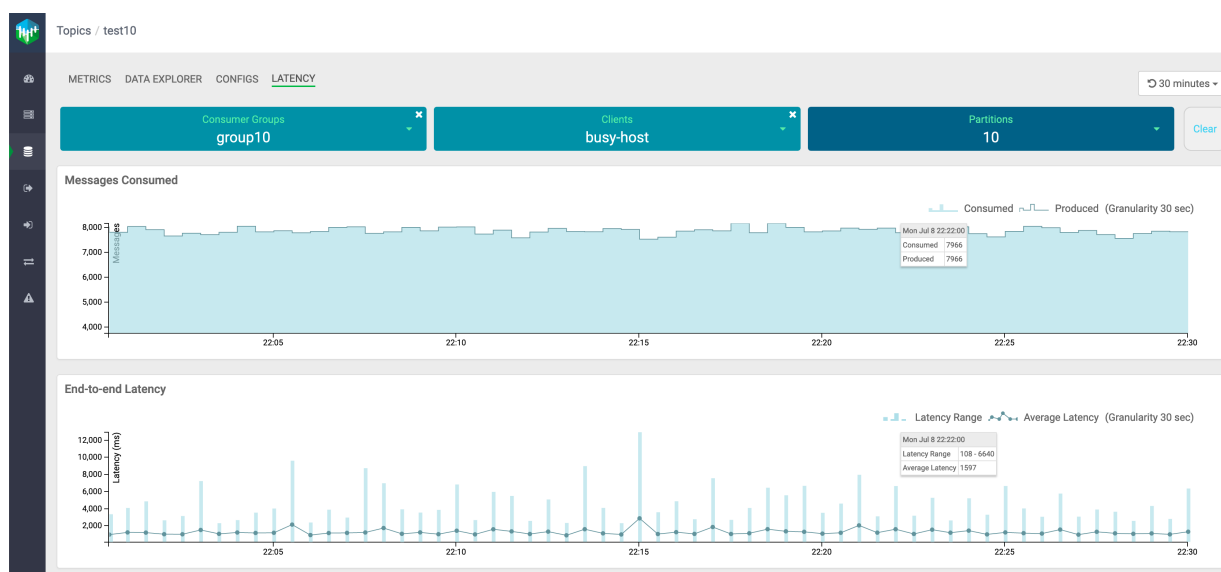 Topics / test10
METRICS DATA EXPLORER CONFIGS LATENCY
30 minutes
Consumer Groups
group10
Clients
busy-host
Partitions
10
Clear
Messages Consumed
Consumed Produced (Granularity 30 sec)
Messages
8,000
7,000
6,000
5,000
4,000
Mon Jul 8 22:22:00
Consumed 7966
Produced 7966
22:05 22:10 22:15 22:20 22:25 22:30
End-to-end Latency
Latency Range Average Latency (Granularity 30 sec)
Latency (ms)
12,000
10,000
8,000
6,000
4,000
2,000
Mon Jul 8 22:22:00
Latency Range 108 - 6640
Average Latency 1597
22:05 22:10 22:15 22:20 22:25 22:30